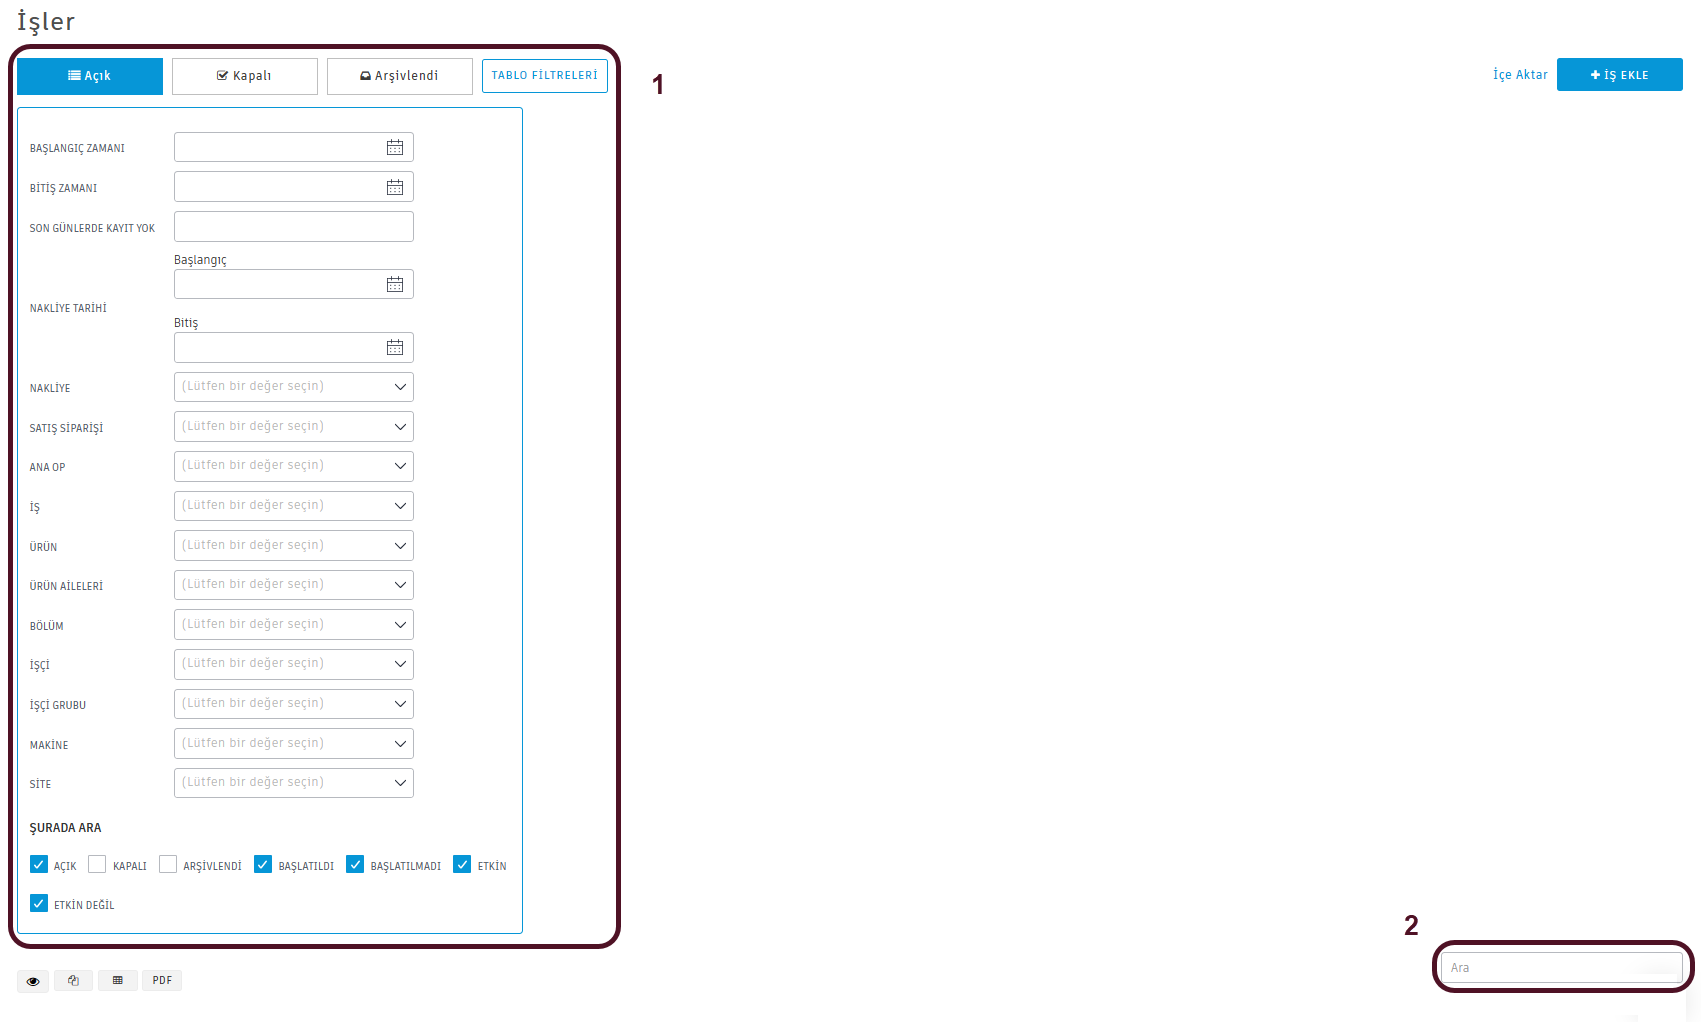 İşler
Açık Kapalı Arşivlendi TABLO FİLTRELERİ 1 İçe Aktar İŞ EKLE
BAŞLANGIÇ ZAMANI
BİTİŞ ZAMANI
SON GÜNLERDE KAYIT YOK
Başlangıç
NAKLİYE TARİHİ
Bitiş
NAKLİYE (Lütfen bir değer seçin)
SATIŞ SİPARİŞİ (Lütfen bir değer seçin)
ANA OP (Lütfen bir değer seçin)
İŞ (Lütfen bir değer seçin)
ÜRÜN (Lütfen bir değer seçin)
ÜRÜN AİLELERİ (Lütfen bir değer seçin)
BÖLÜM (Lütfen bir değer seçin)
İŞÇİ (Lütfen bir değer seçin)
İŞÇİ GRUBU (Lütfen bir değer seçin)
MAKİNE (Lütfen bir değer seçin)
SİTE (Lütfen bir değer seçin)
ŞURADA ARA
AÇIK KAPALI ARŞİVLENDİ BAŞLATILDI BAŞLATILMADI ETKİN
ETKİN DEĞİL
2
Ara
PDF